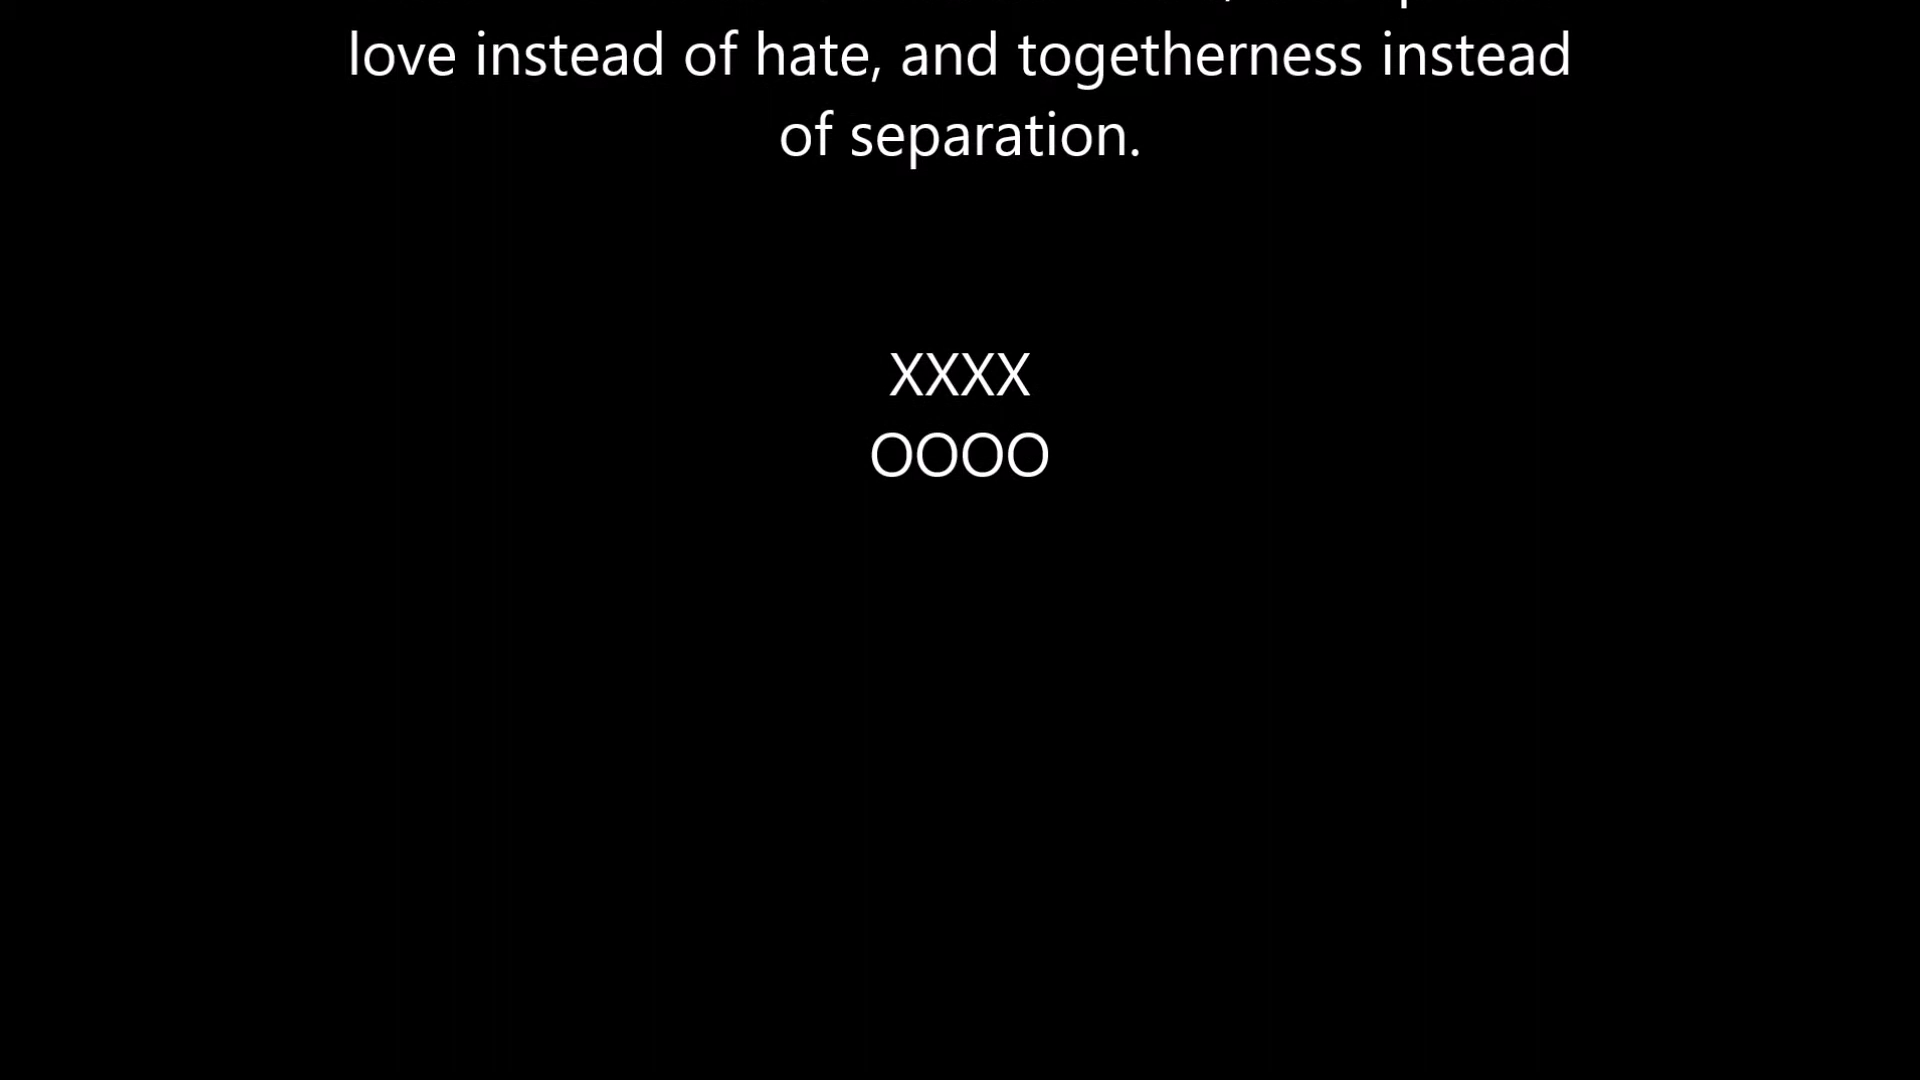 love instead of hate, and togetherness instead
of separation.
XXXX
OOOO